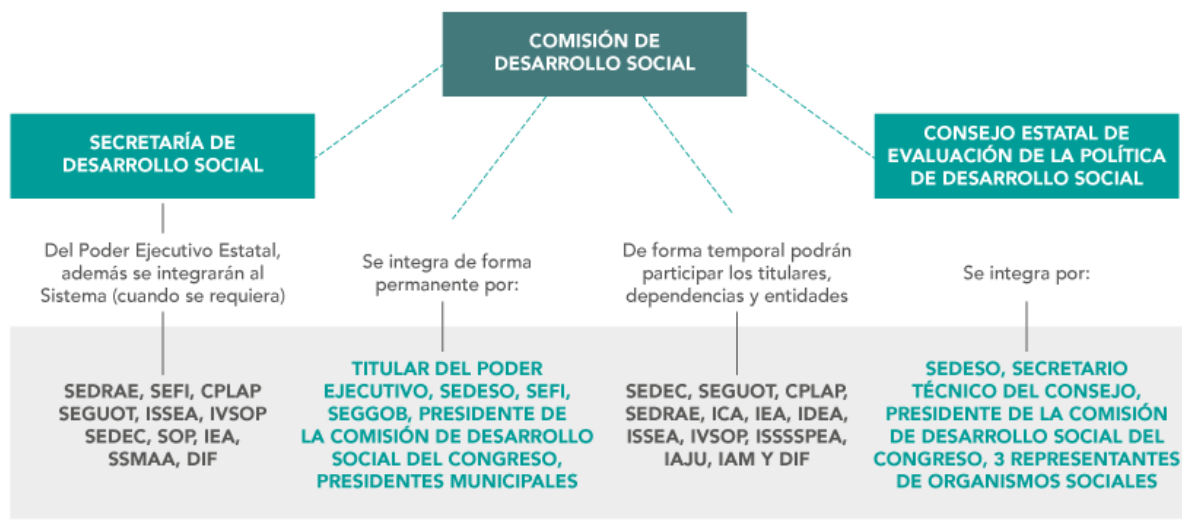 COMISIÓN DE
DESARROLLO SOCIAL
SECRETARÍA DE
DESARROLLO SOCIAL
CONSEJO ESTATAL DE
EVALUACIÓN DE LA POLÍTICA
DE DESARROLLO SOCIAL
Del Poder Ejecutivo Estatal,
además se integrarán al
Sistema (cuando se requiera)
Se integra de forma
permanente por:
De forma temporal podrán
participar los titulares,
dependencias y entidades
Se integra por:
SEDRAE, SEFI, CPLAP
SEGUOT, ISSEA, IVSOP
SEDEC, SOP, IEA,
SSMAA, DIF
TITULAR DEL PODER
EJECUTIVO, SEDESO, SEFI,
SEGGOB, PRESIDENTE DE
LA COMISIÓN DE DESARROLLO
SOCIAL DEL CONGRESO,
PRESIDENTES MUNICIPALES
SEDEC, SEGUOT, CPLAP,
SEDRAE, ICA, IEA, IDEA,
ISSEA, IVSOP, ISSSSPEA,
IAJU, IAM Y DIF
SEDESO, SECRETARIO
TÉCNICO DEL CONSEJO,
PRESIDENTE DE LA COMISIÓN
DE DESARROLLO SOCIAL DEL
CONGRESO, 3 REPRESENTANTES
DE ORGANISMOS SOCIALES